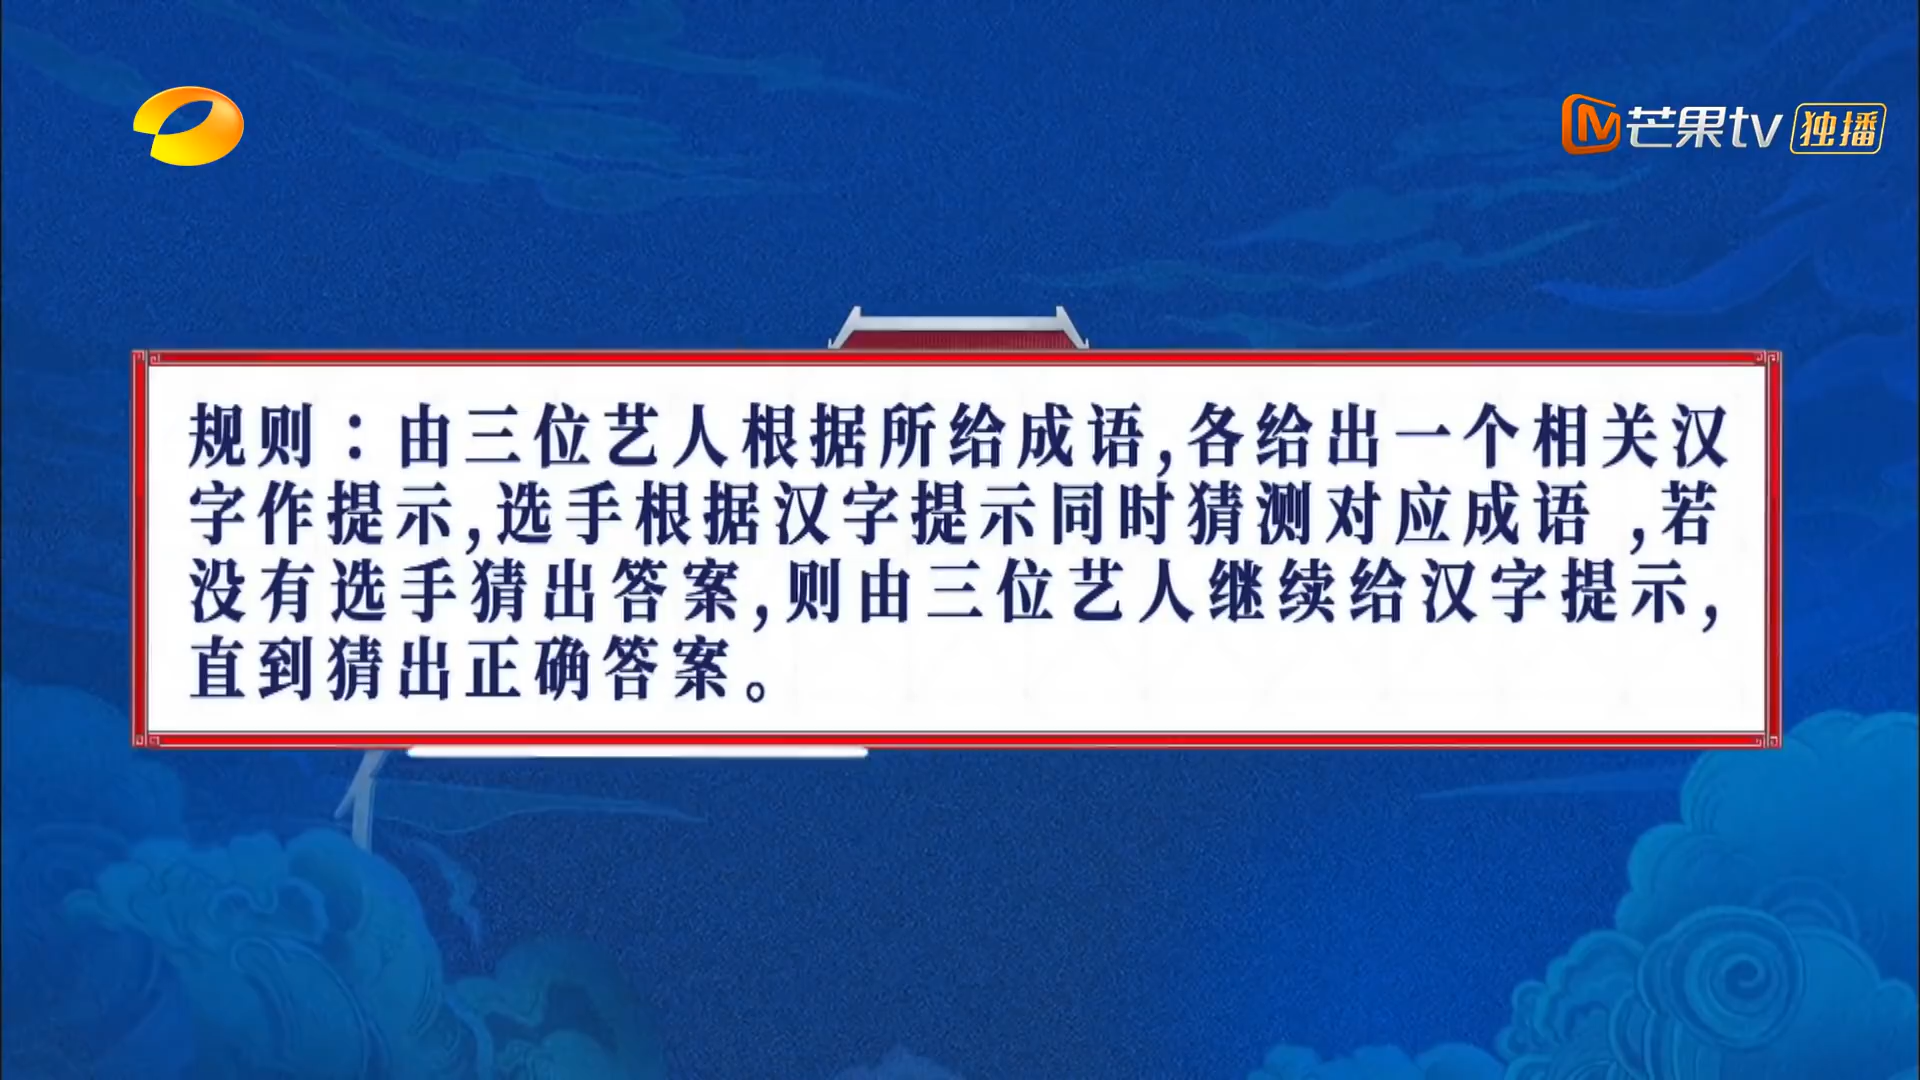 芒果tv 独播
规则：由三位艺人根据所给成语,各给出一个相关汉
字作提示,选手根据汉字提示同时猜测对应成语 ,若
没有选手猜出答案,则由三位艺人继续给汉字提示,
直到猜出正确答案。